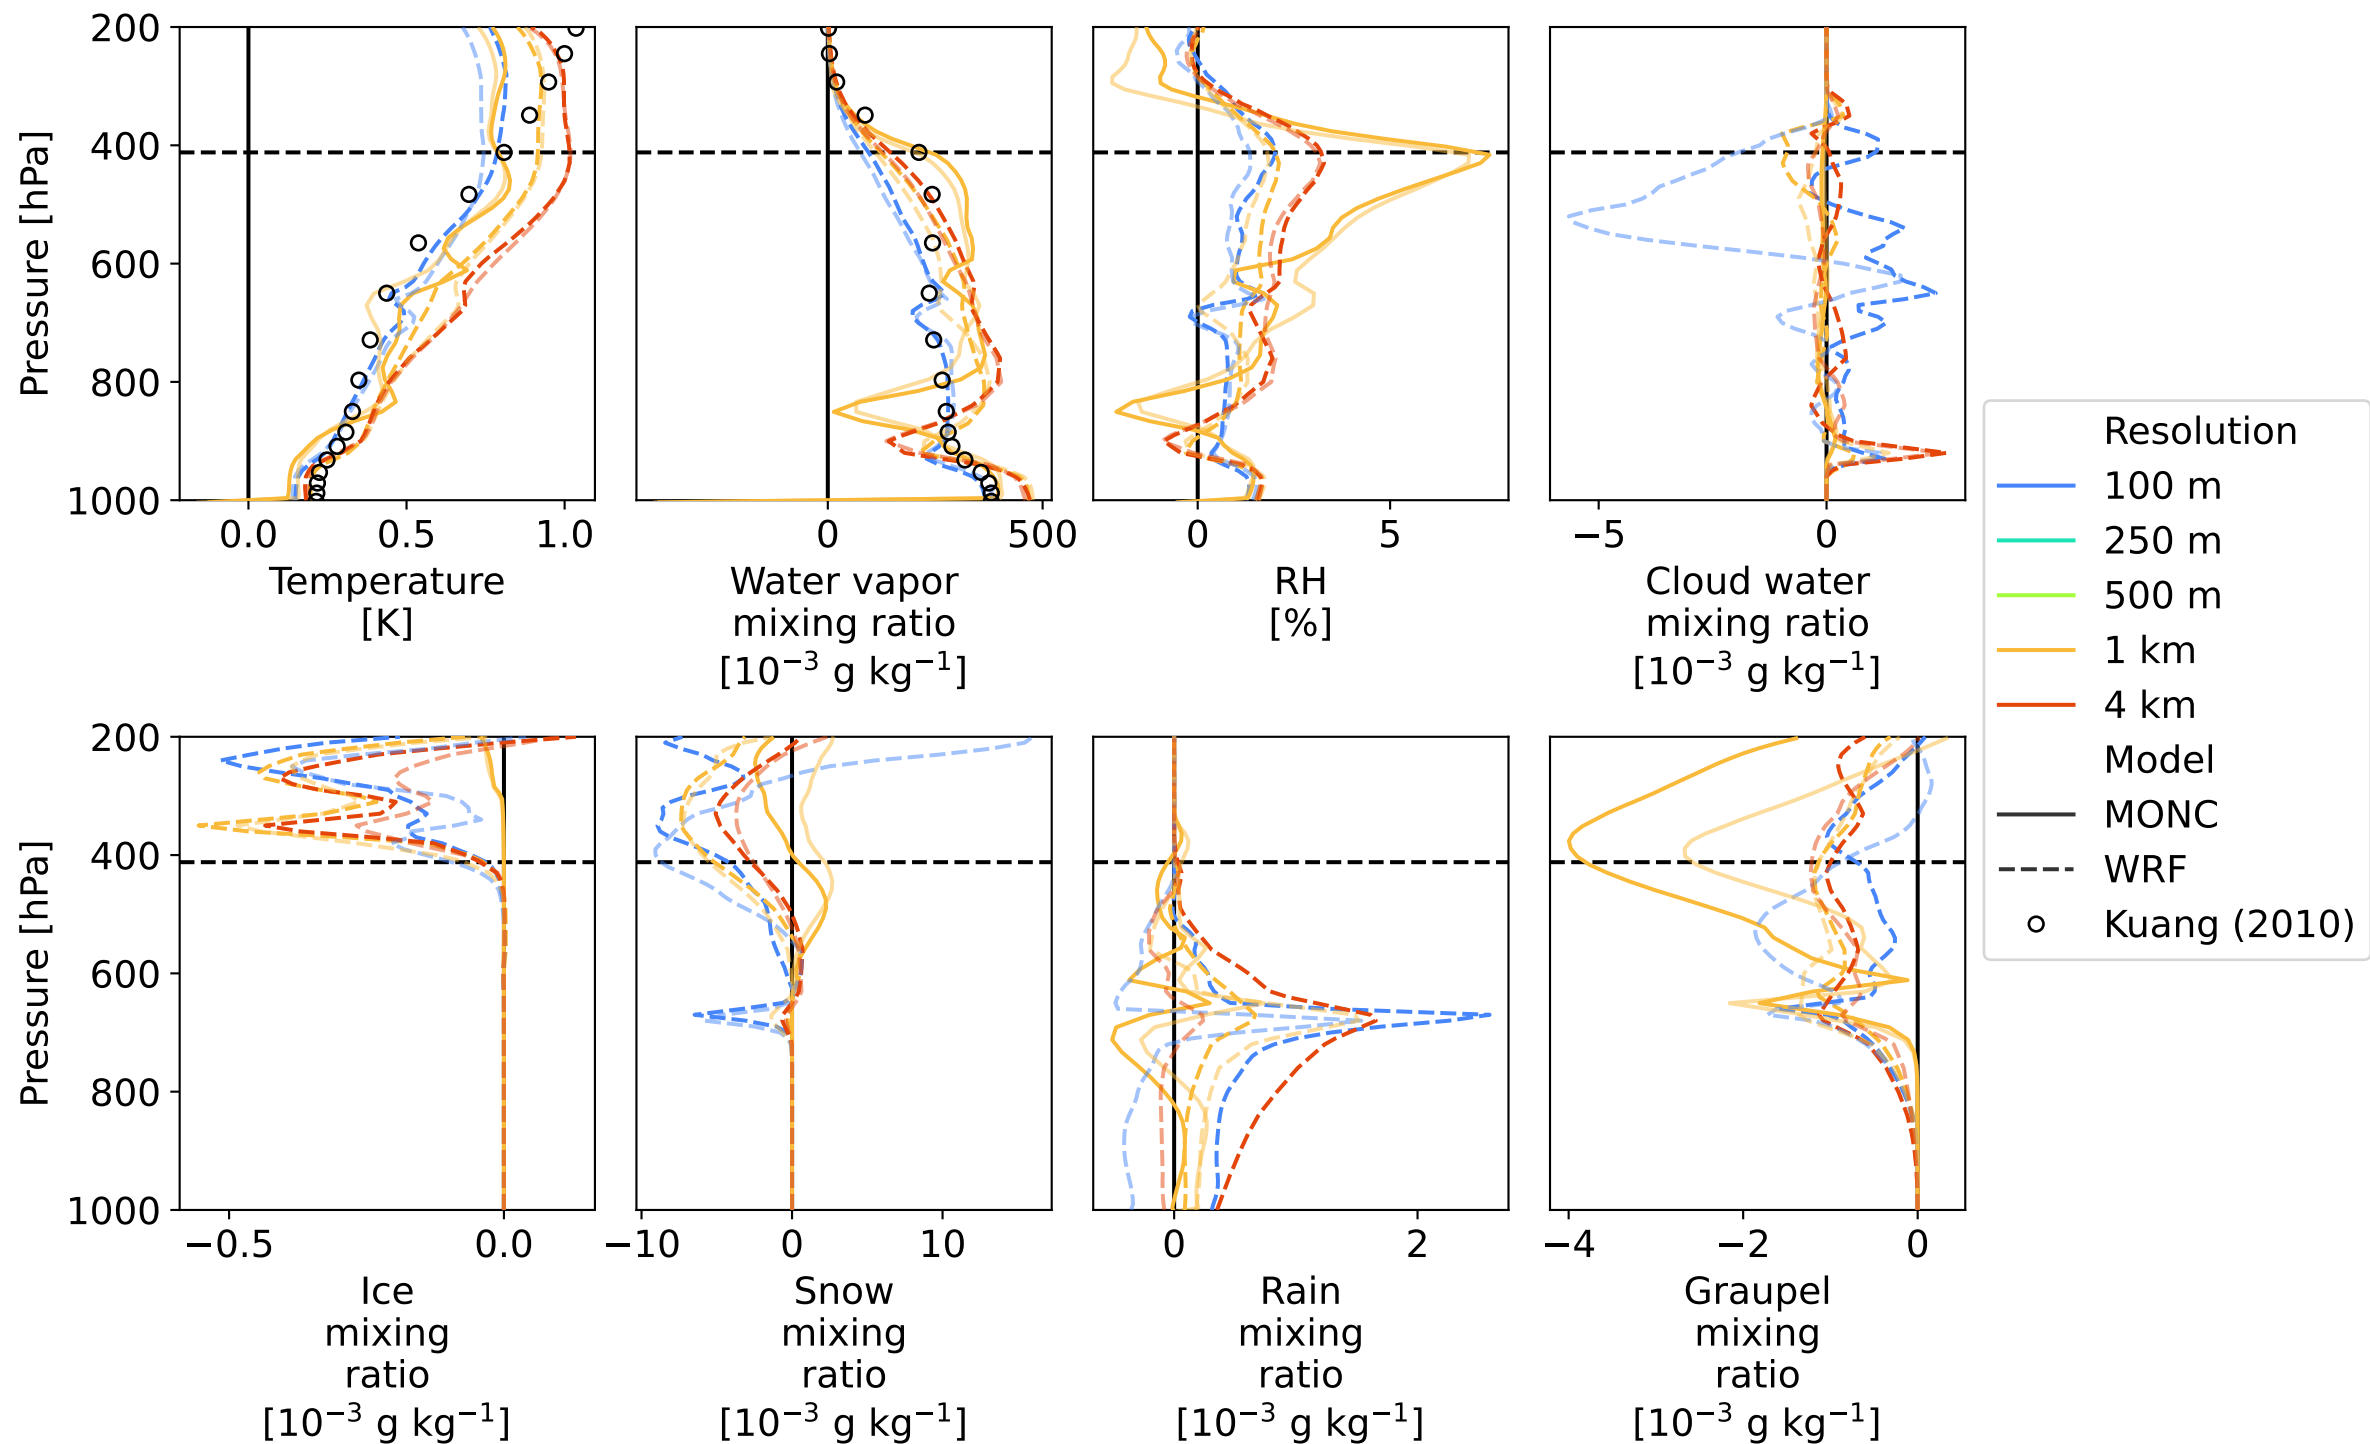 200
400
600
800
1000
Pressure [hPa]
0.0 0.5 1.0
Temperature
[K]
0 500
Water vapor
mixing ratio
[10⁻³ g kg⁻¹]
0 5
RH
[%]
−5 0
Cloud water
mixing ratio
[10⁻³ g kg⁻¹]
Resolution
100 m
250 m
500 m
1 km
4 km
Model
MONC
WRF
Kuang (2010)
200
400
600
800
1000
Pressure [hPa]
−0.5 0.0
Ice
mixing
ratio
[10⁻³ g kg⁻¹]
−10 0 10
Snow
mixing
ratio
[10⁻³ g kg⁻¹]
0 2
Rain
mixing
ratio
[10⁻³ g kg⁻¹]
−4 −2 0
Graupel
mixing
ratio
[10⁻³ g kg⁻¹]